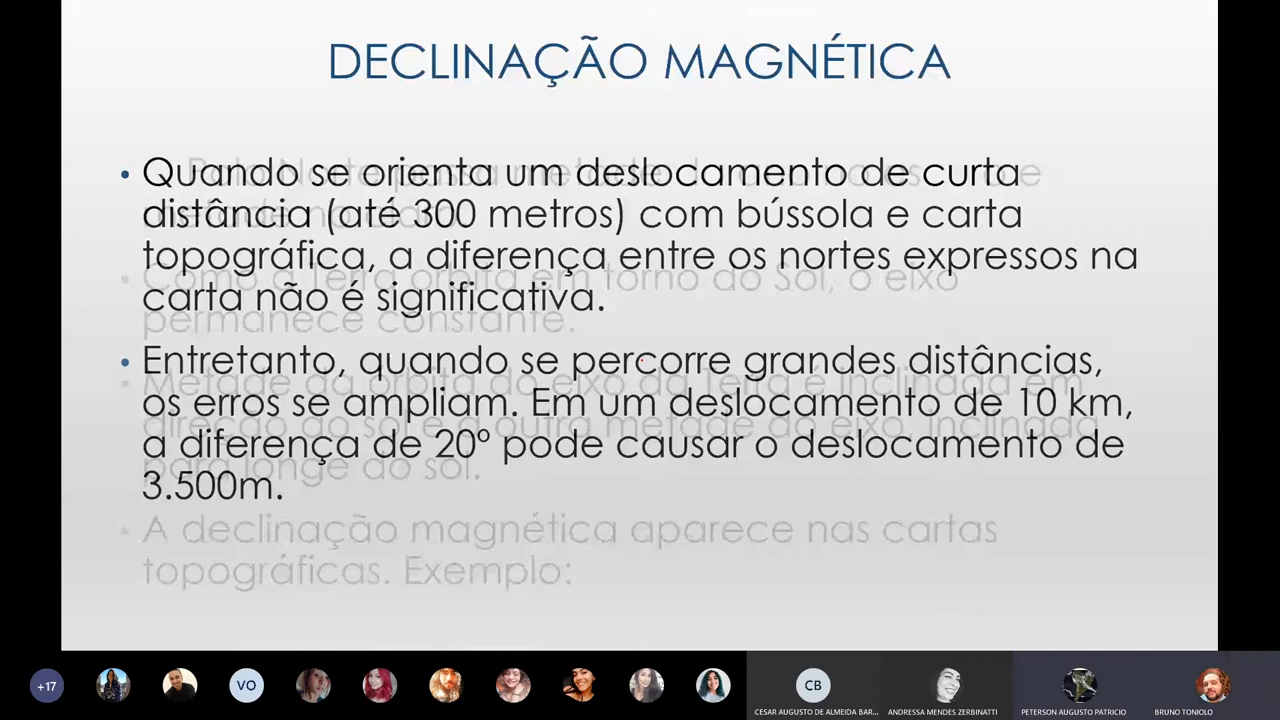 DECLINAÇÃO MAGNÉTICA
• Quando se orienta um deslocamento de curta
distância (até 300 metros) com bússola e carta
topográfica, a diferença entre os nortes expressos na
carta não é significativa.
• Entretanto, quando se percorre grandes distâncias,
os erros se ampliam. Em um deslocamento de 10 km,
a diferença de 20º pode causar o deslocamento de
3.500m.
• Como a Terra orbita em torno do Sol, o eixo
permanece constante.
• Metade da órbita do eixo da Terra é inclinada em
direção ao sol e a outra metade do eixo, inclinada
para longe do sol.
• A declinação magnética aparece nas cartas
topográficas. Exemplo:
+17
VO
CB
CESAR AUGUSTO DE ALMEIDA BAR...
ANDRESSA MENDES ZERBINATTI
PETERSON AUGUSTO PATRICIO
BRUNO TONIOLO